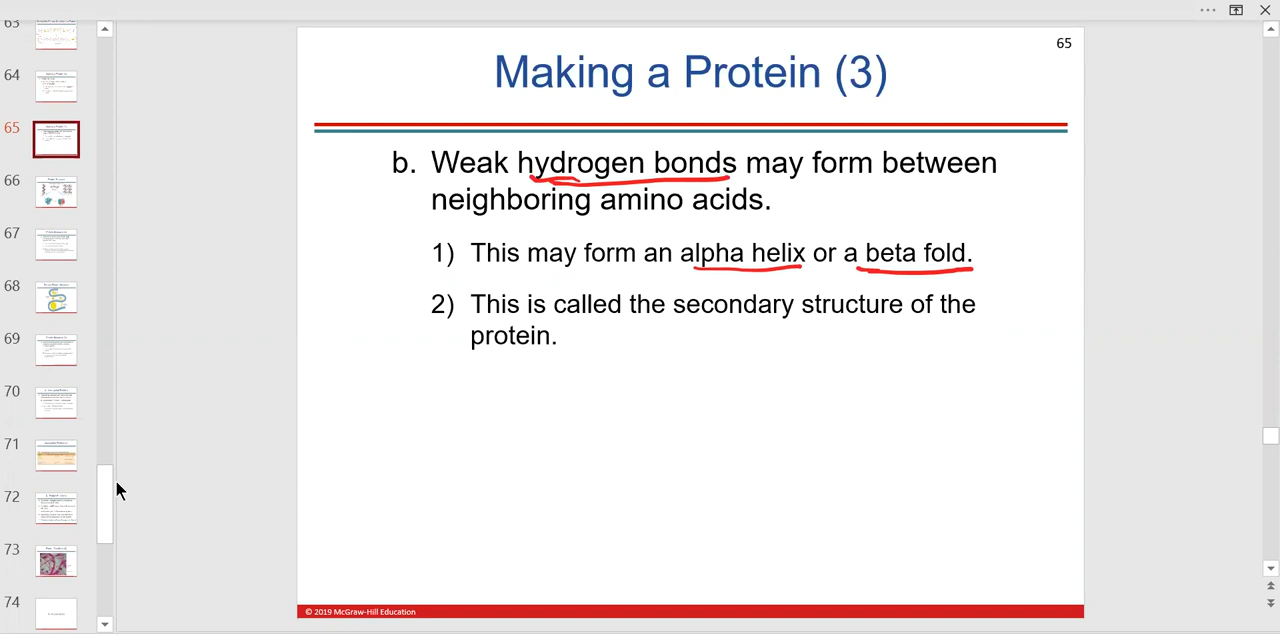 63
64
65
66
67
68
69
70
71
72
73
74
65
Making a Protein (3)
b. Weak hydrogen bonds may form between
neighboring amino acids.
1) This may form an alpha helix or a beta fold.
2) This is called the secondary structure of the
protein.
© 2019 McGraw-Hill Education